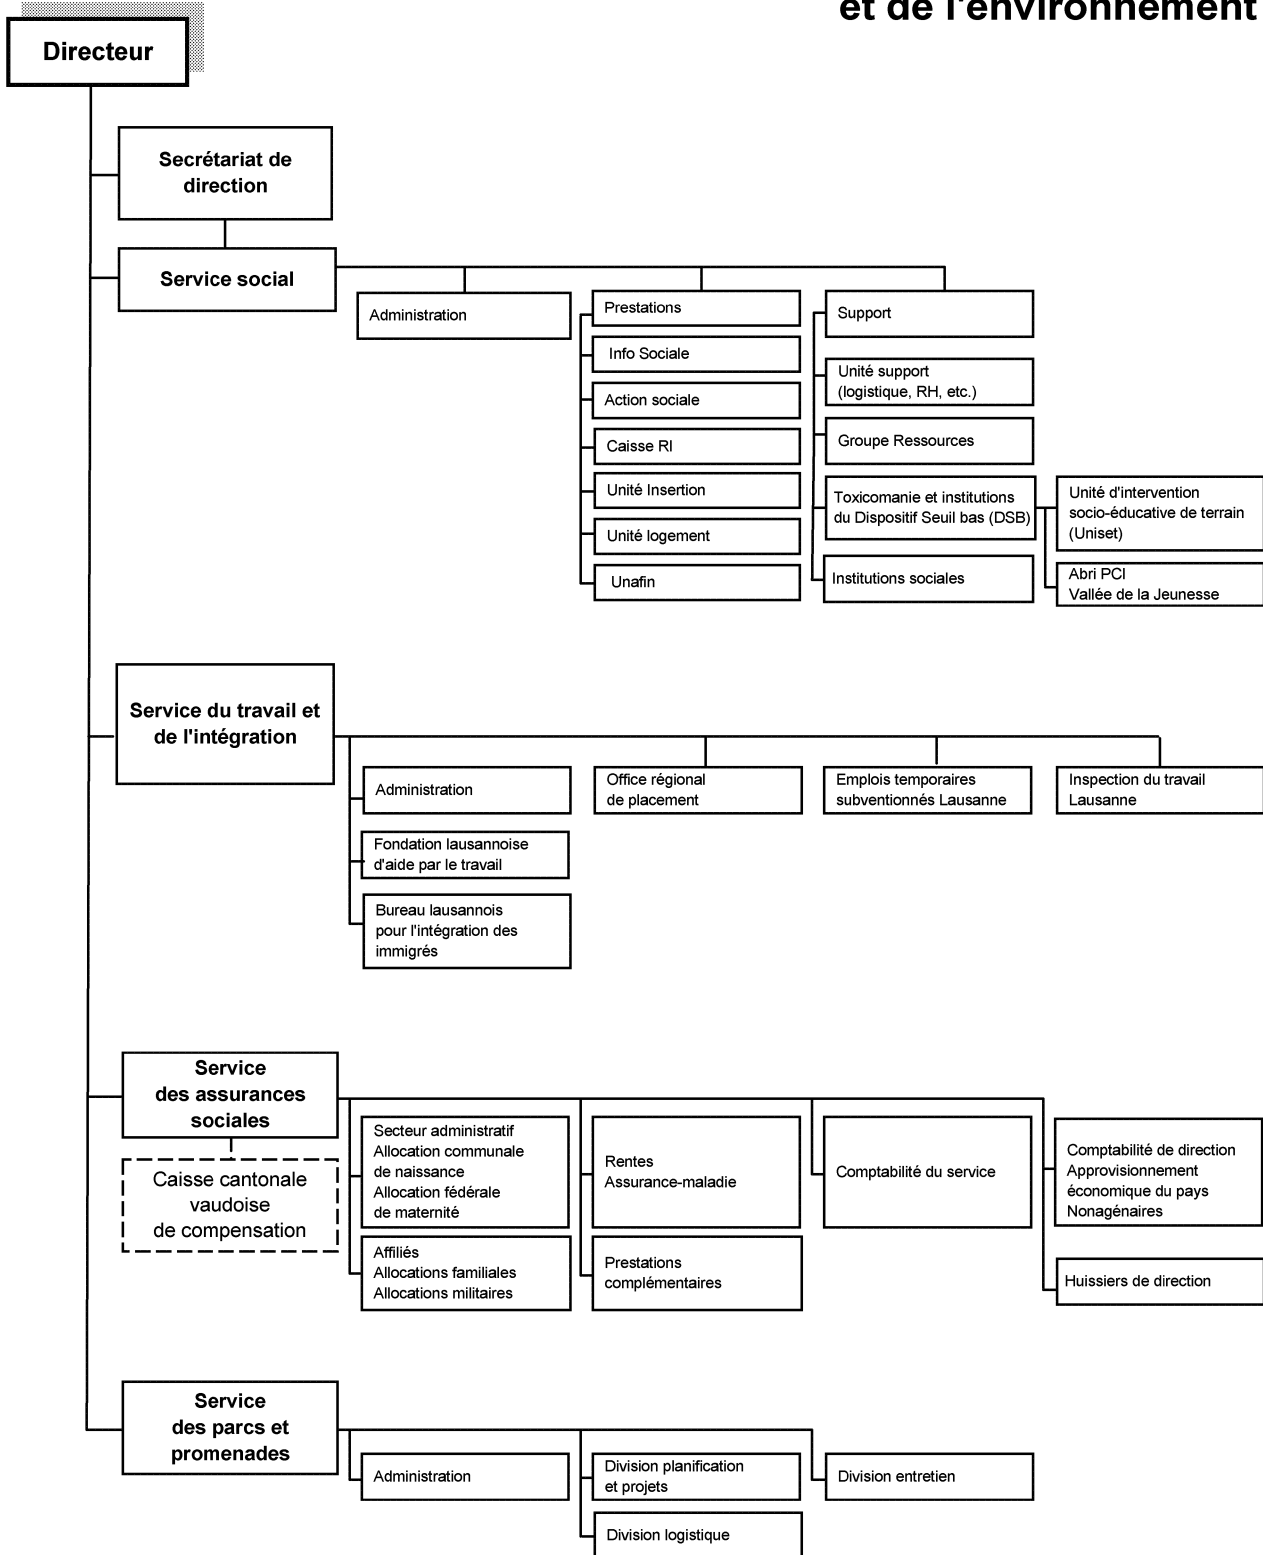 et de l'environnement
Directeur
Secrétariat de
direction
Service social
Administration
Prestations
Info Sociale
Action sociale
Caisse RI
Unité Insertion
Unité logement
Unafin
Support
Unité support
(logistique, RH, etc.)
Groupe Ressources
Toxicomanie et institutions
du Dispositif Seuil bas (DSB)
Institutions sociales
Unité d'intervention
socio-éducative de terrain
(Uniset)
Abri PCI
Vallée de la Jeunesse
Service du travail et
de l'intégration
Administration
Fondation lausannoise
d'aide par le travail
Bureau lausannois
pour l'intégration des
immigrés
Office régional
de placement
Emplois temporaires
subventionnés Lausanne
Inspection du travail
Lausanne
Service
des assurances
sociales
Caisse cantonale
vaudoise
de compensation
Secteur administratif
Allocation communale
de naissance
Allocation fédérale
de maternité
Affiliés
Allocations familiales
Allocations militaires
Rentes
Assurance-maladie
Prestations
complémentaires
Comptabilité du service
Comptabilité de direction
Approvisionnement
économique du pays
Nonagénaires
Huissiers de direction
Service
des parcs et
promenades
Administration
Division planification
et projets
Division logistique
Division entretien